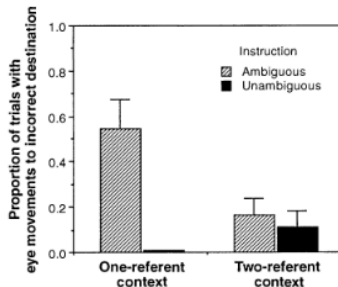 Proportion of trials with
eye movements to incorrect destination
1.0
0.8
0.6
0.4
0.2
0.0
Instruction
Ambiguous
Unambiguous
One-referent
context
Two-referent
context